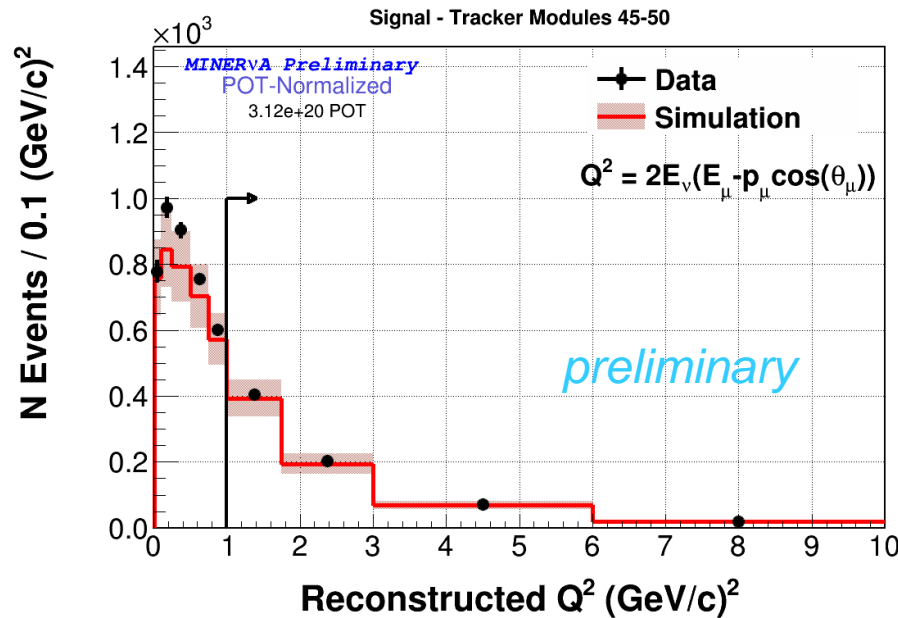 Signal - Tracker Modules 45-50
×10³
MINERνA Preliminary
POT-Normalized
3.12e+20 POT
Data
Simulation
Q² = 2E_ν(E_μ-p_μcos(θ_μ))
preliminary
N Events / 0.1 (GeV/c)²
1.4
1.2
1.0
0.8
0.6
0.4
0.2
0.0
0 1 2 3 4 5 6 7 8 9 10
Reconstructed Q² (GeV/c)²